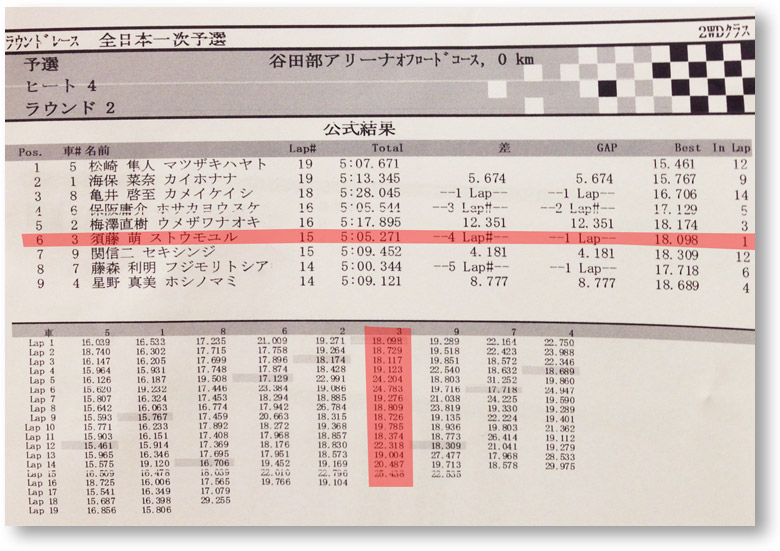 ラウンドレース 全日本一次予選 2WDクラス
予選 谷田部アリーナオフロードコース, 0 km
ヒート 4
ラウンド 2
公式結果
Pos. 車# 名前 Lap# Total 差 GAP Best In Lap
1 5 松崎 隼人 マツザキハヤト 19 5:07.671 15.461 12
2 1 海保 菜奈 カイホナナ 19 5:13.345 5.674 5.674 15.767 9
3 8 亀井 啓至 カメイケイシ 18 5:28.045 --1 Lap#-- --1 Lap-- 16.706 14
4 6 保阪庸介 ホサカヨウスケ 16 5:05.544 --3 Lap#-- --2 Lap#-- 17.129 5
5 2 梅澤直樹 ウメザワナオキ 16 5:17.895 12.351 12.351 18.174 3
6 3 須藤 萌 ストウモユル 15 5:05.271 --4 Lap#-- --1 Lap-- 18.098 1
7 9 関信二 セキシンジ 15 5:09.452 4.181 4.181 18.309 12
8 7 藤森 利明 フジモリトシア 14 5:00.344 --5 Lap#-- --1 Lap-- 17.718 6
9 4 星野 真美 ホシノマミ 14 5:09.121 8.777 8.777 18.689 4
車 5 1 8 6 2 3 9 7 4
Lap 1 16.039 16.533 17.235 21.009 19.271 18.098 19.289 22.164 22.750
Lap 2 18.740 16.302 17.715 17.758 19.264 18.729 19.518 22.423 23.988
Lap 3 16.147 16.205 17.699 17.896 18.174 18.117 19.851 18.572 22.346
Lap 4 15.964 15.931 17.748 17.874 18.428 19.123 22.540 18.632 18.689
Lap 5 16.126 16.187 19.508 17.129 22.991 24.204 18.803 31.252 19.860
Lap 6 15.620 19.232 17.446 23.384 19.086 24.783 19.716 17.718 24.947
Lap 7 15.807 16.324 17.453 18.294 18.885 19.276 21.038 24.225 19.590
Lap 8 15.642 16.063 16.774 17.942 26.784 18.809 23.819 19.330 19.289
Lap 9 15.593 15.767 17.459 20.663 18.315 18.726 19.135 22.224 19.401
Lap 10 15.771 16.233 17.892 18.272 19.368 19.785 18.936 19.803 21.362
Lap 11 15.903 16.151 17.408 17.968 18.857 18.374 18.773 26.414 19.112
Lap 12 15.461 15.914 17.369 18.176 18.830 22.318 18.309 21.041 19.279
Lap 13 15.965 16.346 17.695 17.951 18.573 19.004 27.477 17.968 28.533
Lap 14 15.575 19.120 16.706 19.452 19.169 20.487 19.713 18.578 29.975
Lap 15 16.509 16.478 18.039 22.010 22.798 25.438 22.535
Lap 16 18.725 16.006 17.565 19.766 19.104
Lap 17 15.541 16.349 17.079
Lap 18 15.687 16.398 29.255
Lap 19 16.856 15.806